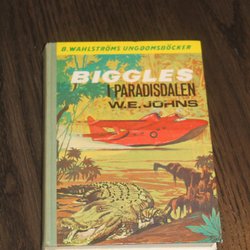 B. WAHLSTRÖMS UNGDOMSBÖCKER
BIGGLES
I PARADISDALEN
W.E. JOHNS